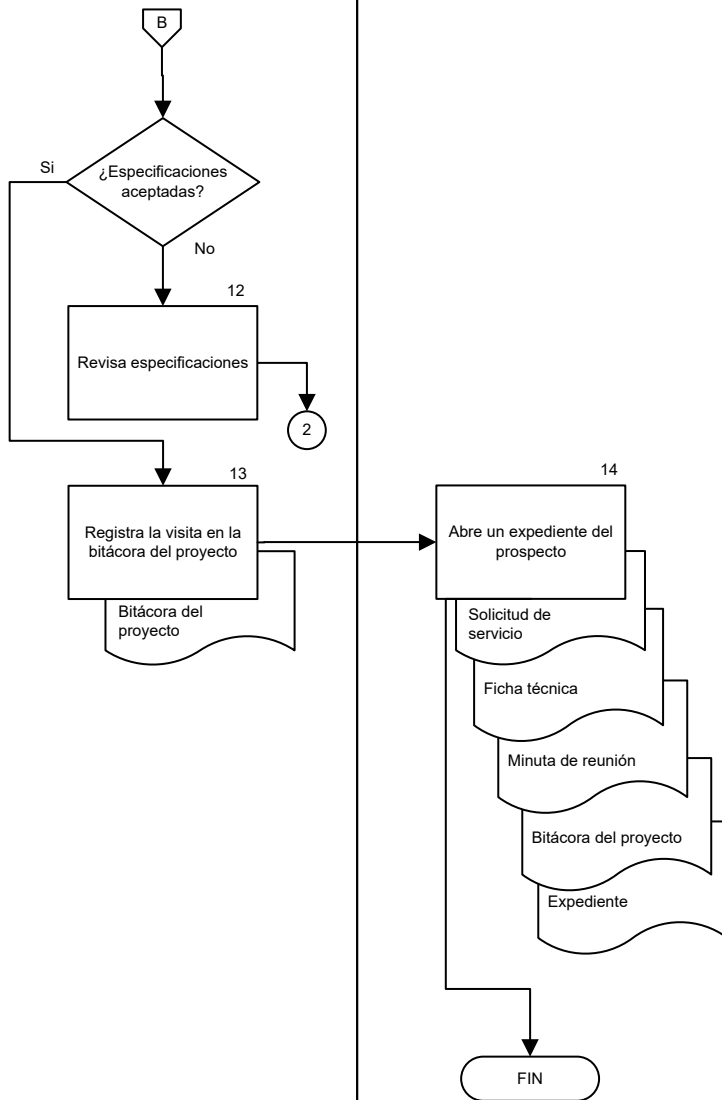 B
¿Especificaciones
aceptadas?
Si
No
12
Revisa especificaciones
2
13
Registra la visita en la
bitácora del proyecto
Bitácora del
proyecto
14
Abre un expediente del
prospecto
Solicitud de
servicio
Ficha técnica
Minuta de reunión
Bitácora del proyecto
Expediente
FIN